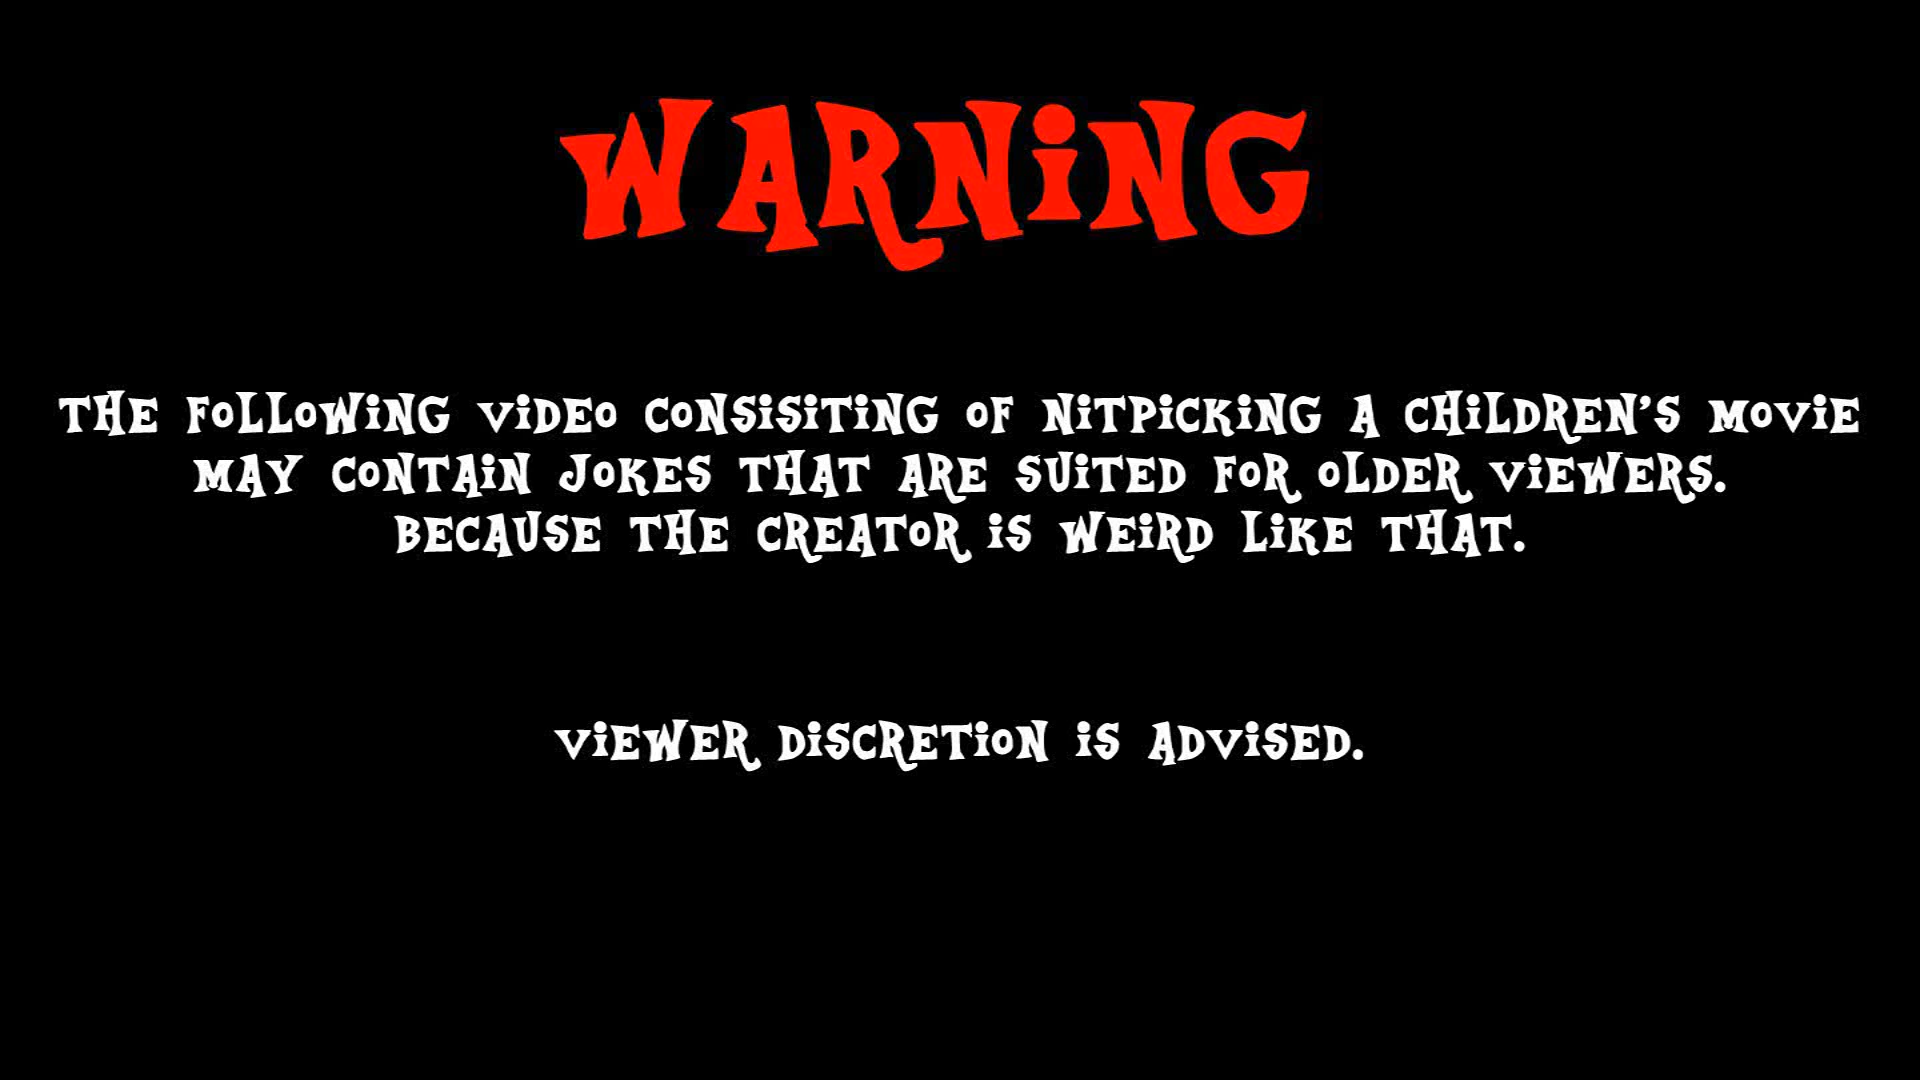 WARNiNG
THE FOLLOWiNG ViDEO CONSiSiTiNG OF NiTPiCKiNG A CHiLDREN'S MOViE
MAY CONTAiN JOKES THAT ARE SUiTED FOR OLDER ViEWERS.
BECAUSE THE CREATOR iS WEiRD LiKE THAT.
ViEWER DiSCRETiON iS ADViSED.